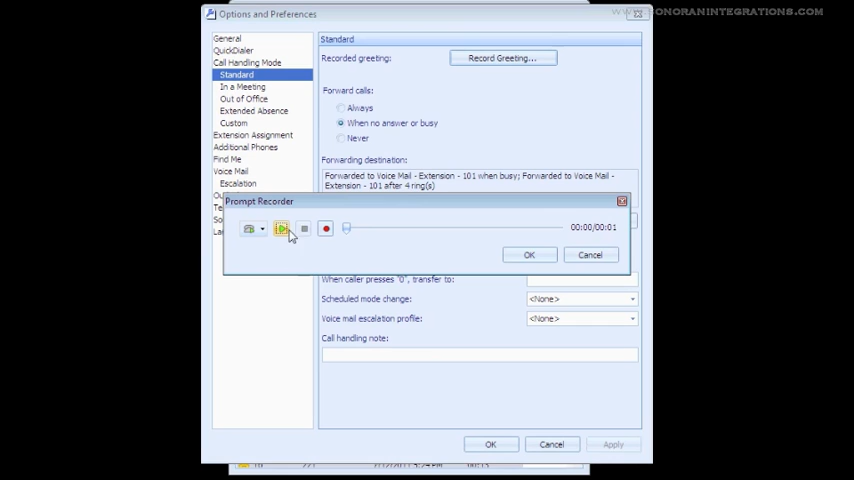 WWW.SONORANINTEGRATIONS.COM
Options and Preferences
General
QuickDialer
Call Handling Mode
Standard
In a Meeting
Out of Office
Extended Absence
Custom
Extension Assignment
Additional Phones
Find Me
Voice Mail
Escalation
Standard
Recorded greeting:
Record Greeting...
Forward calls:
Always
When no answer or busy
Never
Forwarding destination:
Forwarded to Voice Mail - Extension - 101 when busy; Forwarded to Voice Mail -
Extension - 101 after 4 ring(s)
Prompt Recorder
00:00/00:01
OK
Cancel
When caller presses "0", transfer to:
Scheduled mode change:
<None>
Voice mail escalation profile:
<None>
Call handling note:
OK
Cancel
Apply